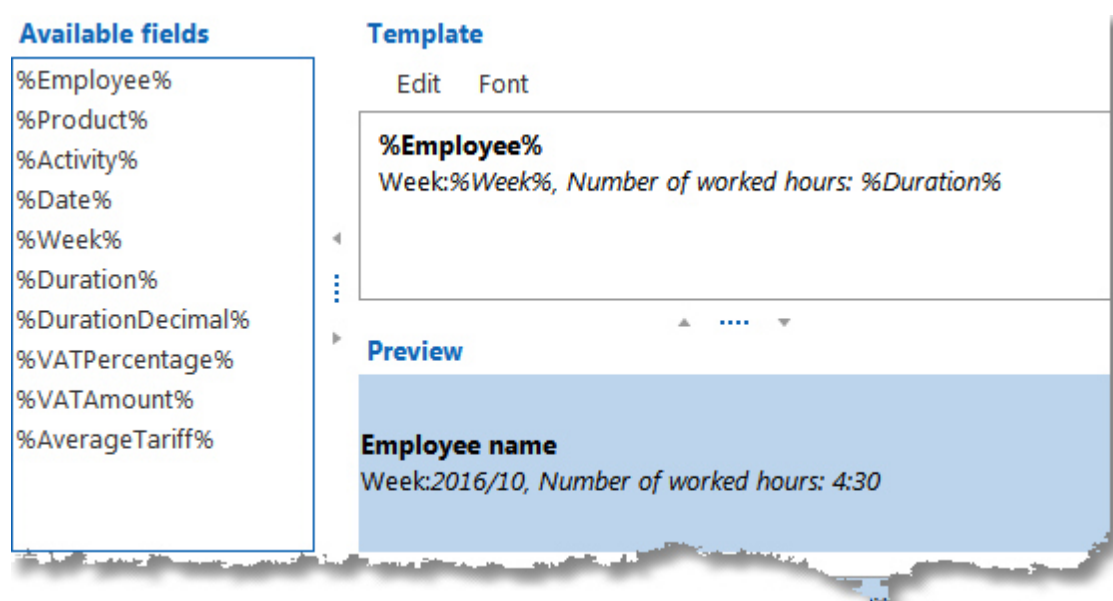 Available fields
%Employee%
%Product%
%Activity%
%Date%
%Week%
%Duration%
%DurationDecimal%
%VATPercentage%
%VATAmount%
%AverageTariff%
Template
Edit Font
%Employee%
Week:%Week%, Number of worked hours: %Duration%
Preview
Employee name
Week:2016/10, Number of worked hours: 4:30